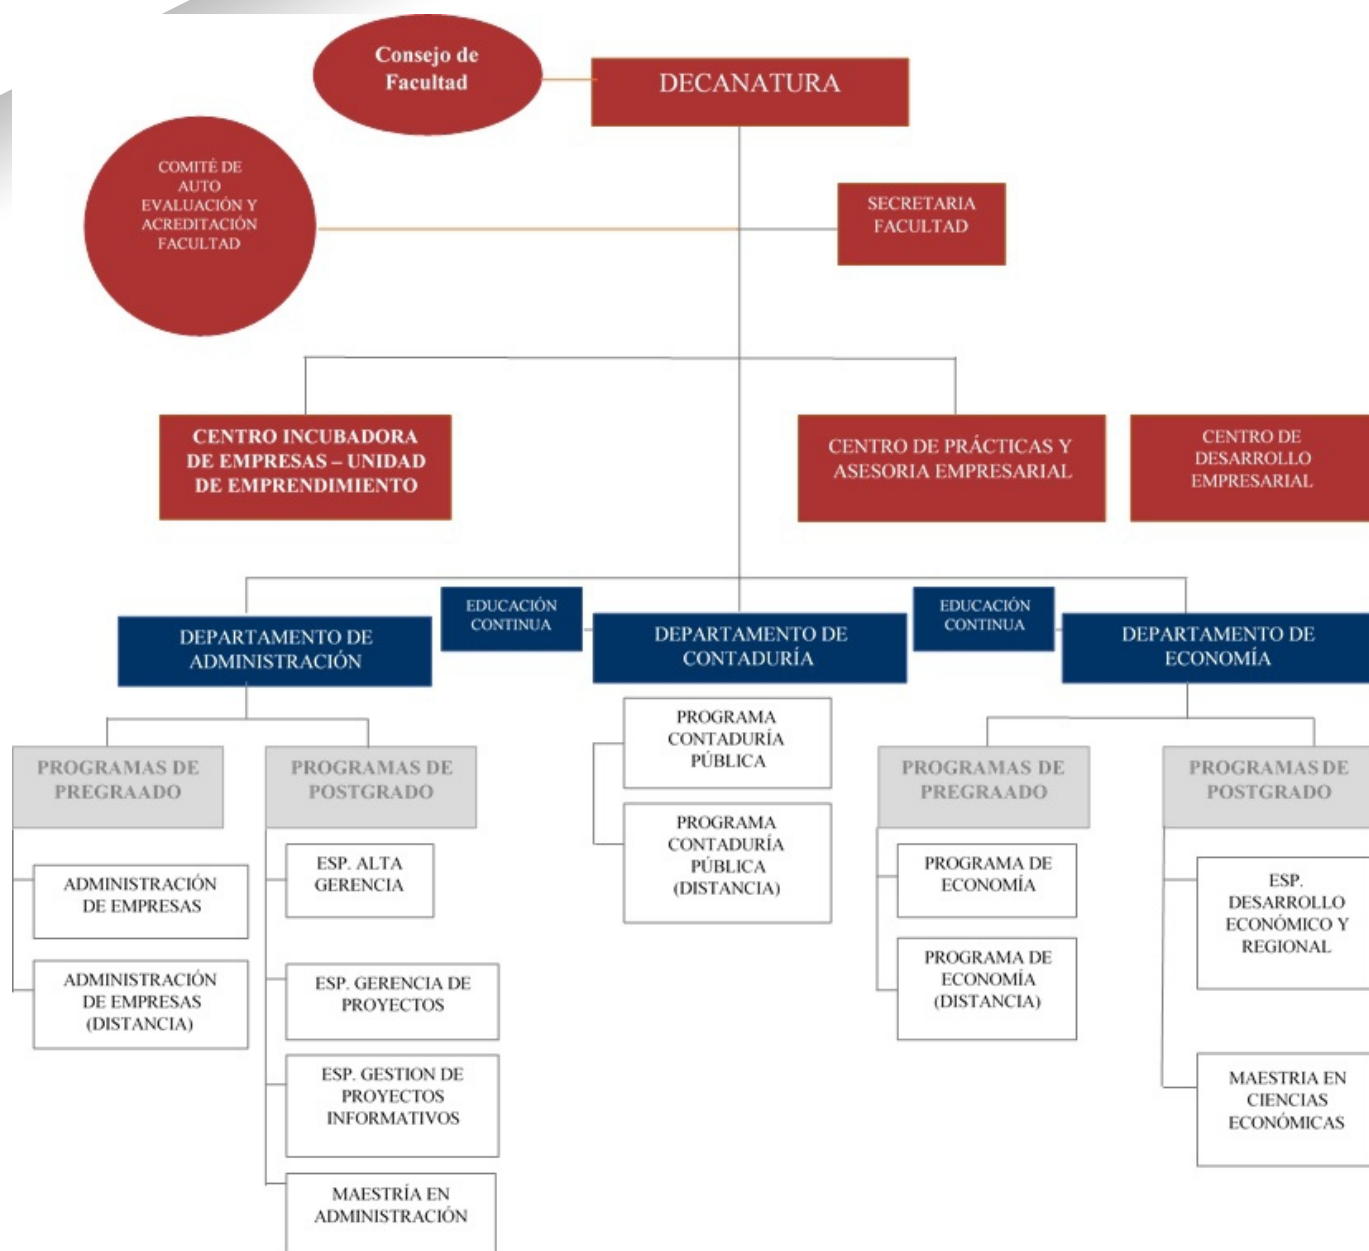 Consejo de
Facultad
DECANATURA
COMITÉ DE
AUTO
EVALUACIÓN Y
ACREDITACIÓN
FACULTAD
SECRETARIA
FACULTAD
CENTRO INCUBADORA
DE EMPRESAS – UNIDAD
DE EMPRENDIMIENTO
CENTRO DE PRÁCTICAS Y
ASESORIA EMPRESARIAL
CENTRO DE
DESARROLLO
EMPRESARIAL
DEPARTAMENTO DE
ADMINISTRACIÓN
EDUCACIÓN
CONTINUA
DEPARTAMENTO DE
CONTADURÍA
EDUCACIÓN
CONTINUA
DEPARTAMENTO DE
ECONOMÍA
PROGRAMAS DE
PREGRAADO
ADMINISTRACIÓN
DE EMPRESAS
ADMINISTRACIÓN
DE EMPRESAS
(DISTANCIA)
PROGRAMAS DE
POSTGRADO
ESP. ALTA
GERENCIA
ESP. GERENCIA DE
PROYECTOS
ESP. GESTION DE
PROYECTOS
INFORMATIVOS
MAESTRÍA EN
ADMINISTRACIÓN
PROGRAMA
CONTADURÍA
PÚBLICA
PROGRAMA
CONTADURÍA
PÚBLICA
(DISTANCIA)
PROGRAMAS DE
PREGRAADO
PROGRAMA DE
ECONOMÍA
PROGRAMA DE
ECONOMÍA
(DISTANCIA)
PROGRAMAS DE
POSTGRADO
ESP.
DESARROLLO
ECONÓMICO Y
REGIONAL
MAESTRIA EN
CIENCIAS
ECONÓMICAS